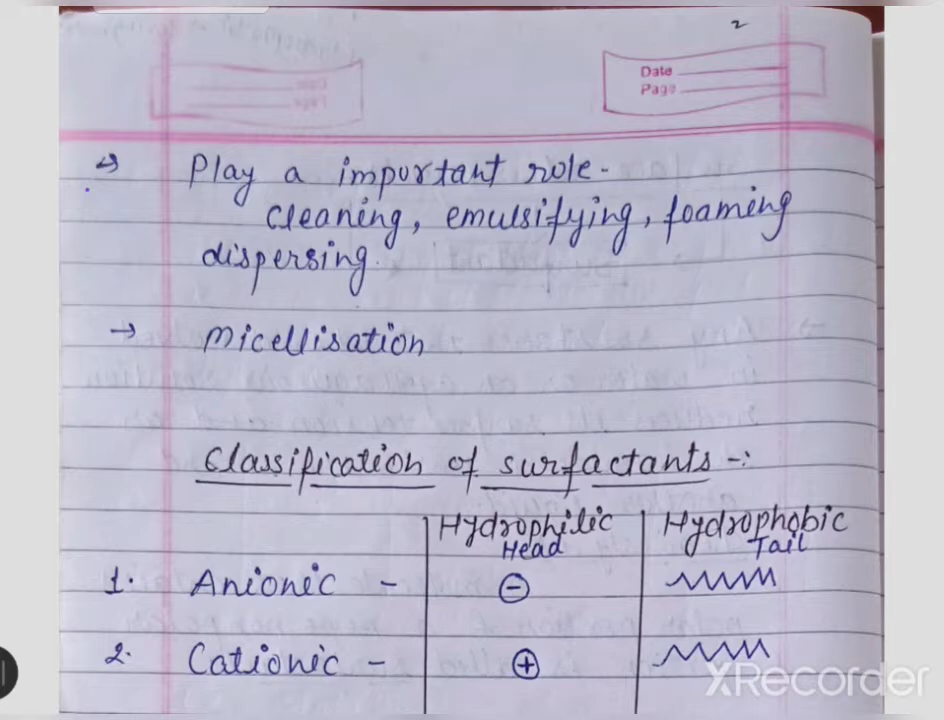 2
Date
Page
→ Play a important role-
cleaning, emulsifying, foaming
dispersing.
→ micellisation
Classification of surfactants -:
Hydrophilic Head Hydrophobic Tail
1. Anionic - ⊖
2. Cationic - ⊕
XRecorder